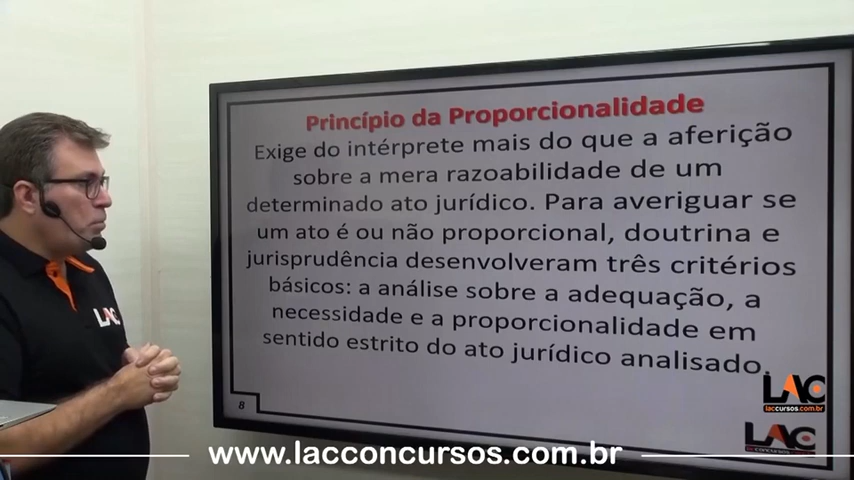 Princípio da Proporcionalidade
Exige do intérprete mais do que a aferição
sobre a mera razoabilidade de um
determinado ato jurídico. Para averiguar se
um ato é ou não proporcional, doutrina e
jurisprudência desenvolveram três critérios
básicos: a análise sobre a adequação, a
necessidade e a proporcionalidade em
sentido estrito do ato jurídico analisado.
8
LAC
LAC
laccursos.com.br
LAC
www.lacconcursos.com.br